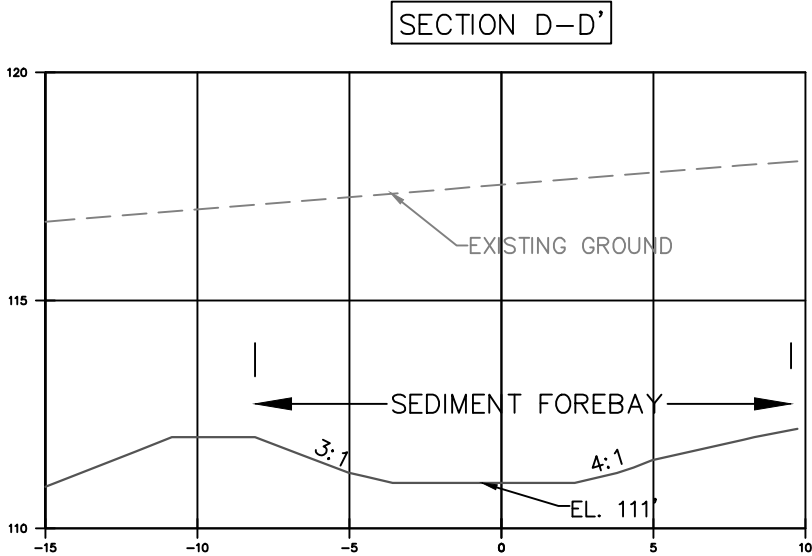 SECTION D-D'
120
EXISTING GROUND
115
SEDIMENT FOREBAY
3:1
4:1
EL. 111'
110
-15
-10
-5
0
5
10